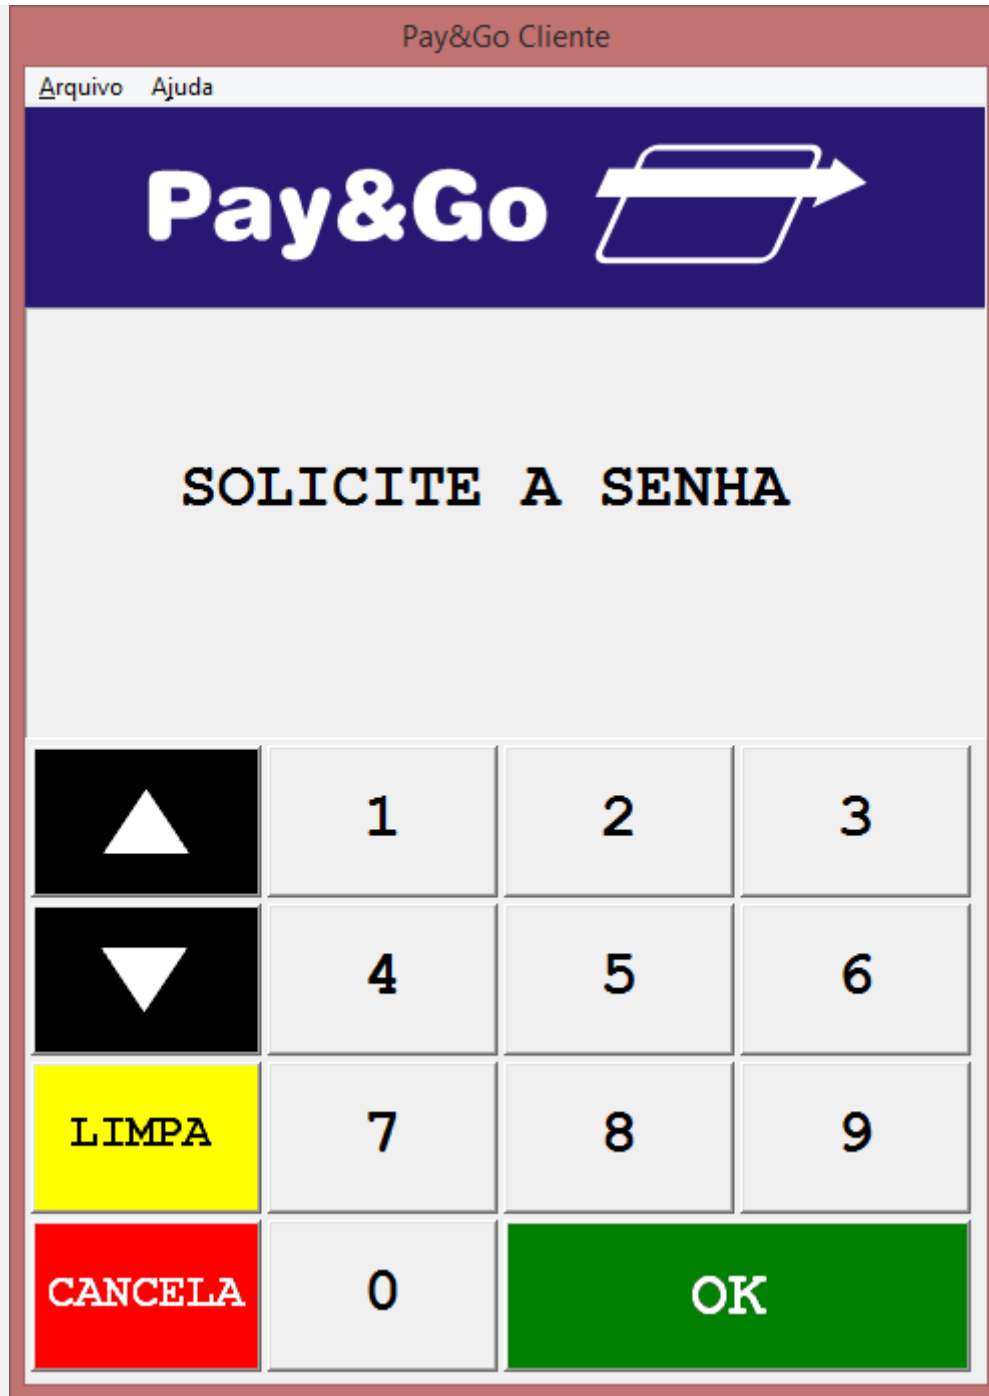 Pay&Go Cliente
Arquivo Ajuda
Pay&Go
SOLICITE A SENHA
1 2 3
4 5 6
LIMPA 7 8 9
CANCELA 0 OK